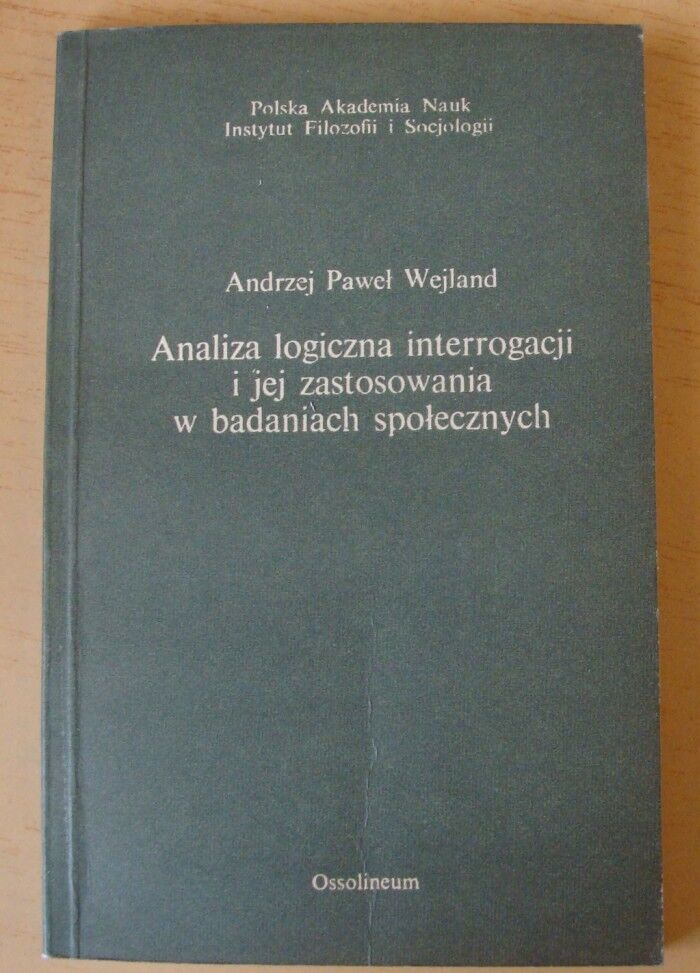 Polska Akademia Nauk
Instytut Filozofii i Socjologii
Andrzej Paweł Wejland
Analiza logiczna interrogacji
i jej zastosowania
w badaniach społecznych
Ossolineum